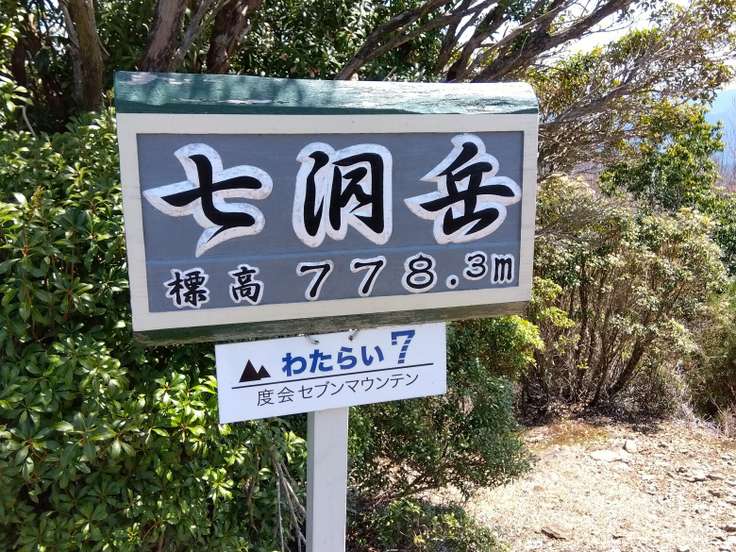 七洞岳
標高 778.3m
わたらい7
度会セブンマウンテン